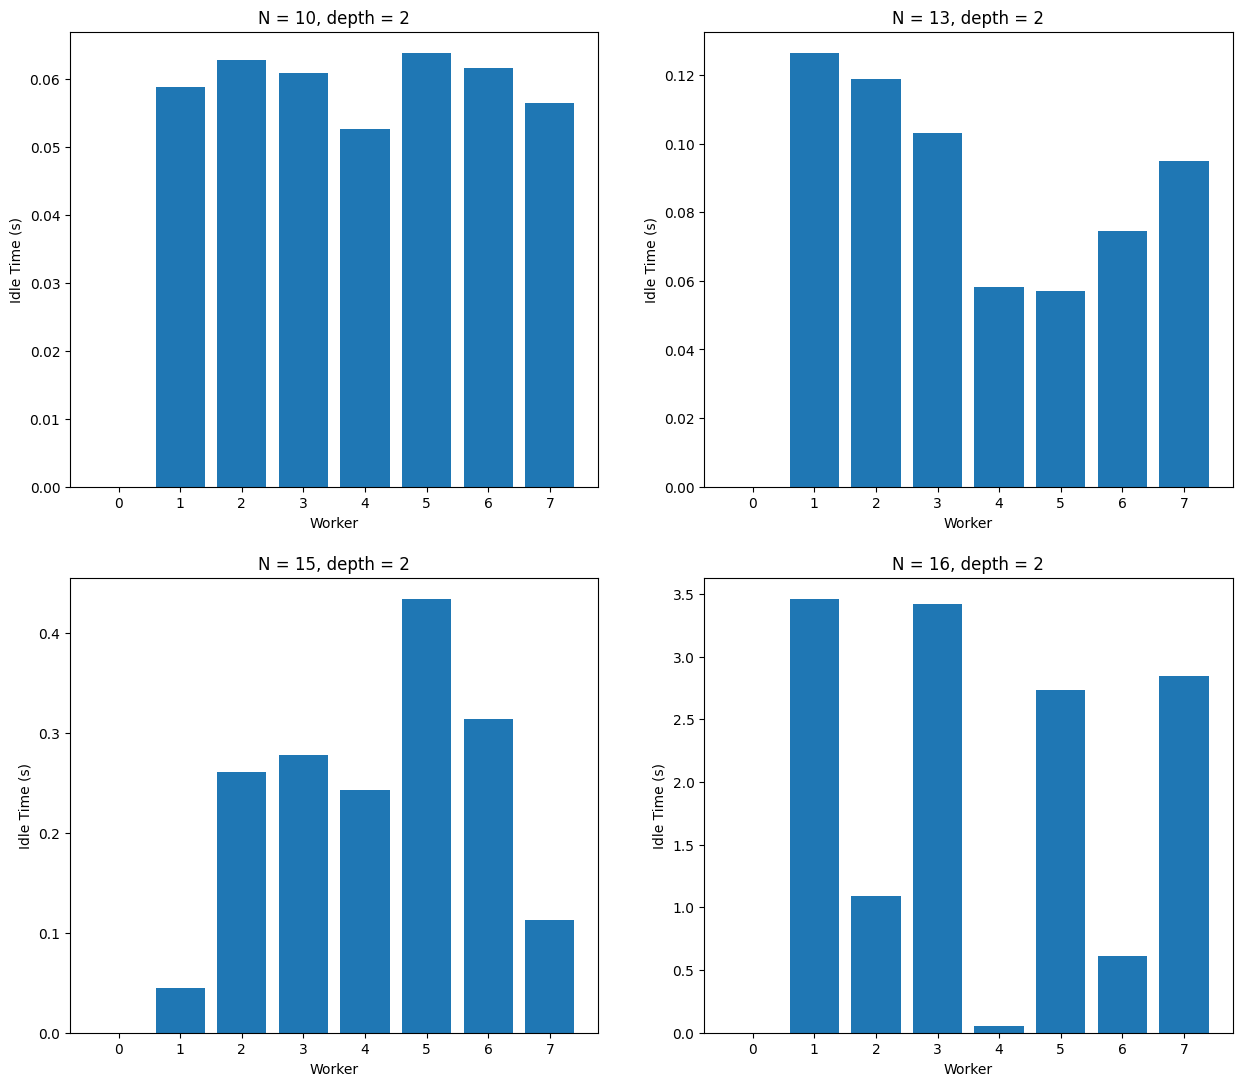 N = 10, depth = 2
Idle Time (s)
0.06
0.05
0.04
0.03
0.02
0.01
0.00
0 1 2 3 4 5 6 7
Worker
N = 13, depth = 2
Idle Time (s)
0.12
0.10
0.08
0.06
0.04
0.02
0.00
0 1 2 3 4 5 6 7
Worker
N = 15, depth = 2
Idle Time (s)
0.4
0.3
0.2
0.1
0.0
0 1 2 3 4 5 6 7
Worker
N = 16, depth = 2
Idle Time (s)
3.5
3.0
2.5
2.0
1.5
1.0
0.5
0.0
0 1 2 3 4 5 6 7
Worker